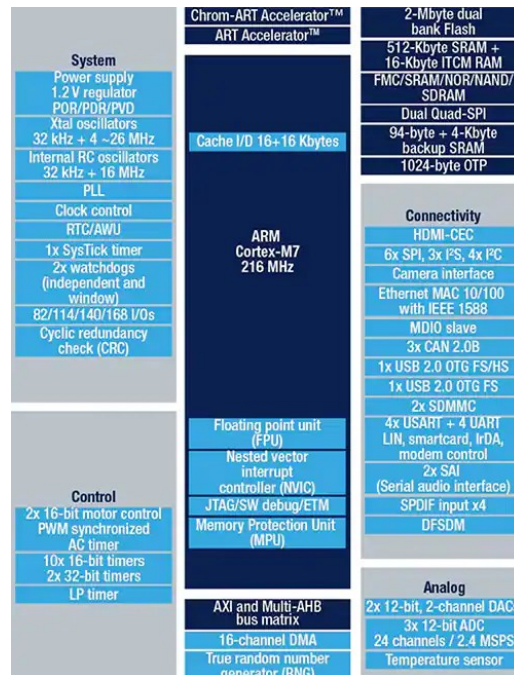 System
Power supply
1.2 V regulator
POR/PDR/PVD
Xtal oscillators
32 kHz + 4 ~26 MHz
Internal RC oscillators
32 kHz + 16 MHz
PLL
Clock control
RTC/AWU
1x SysTick timer
2x watchdogs
(independent and
window)
82/114/140/168 I/Os
Cyclic redundancy
check (CRC)
Control
2x 16-bit motor control
PWM synchronized
AC timer
10x 16-bit timers
2x 32-bit timers
LP timer
Chrom-ART Accelerator™
ART Accelerator™
Cache I/D 16+16 Kbytes
ARM
Cortex-M7
216 MHz
Floating point unit
(FPU)
Nested vector
interrupt
controller (NVIC)
JTAG/SW debug/ETM
Memory Protection Unit
(MPU)
AXI and Multi-AHB
bus matrix
16-channel DMA
True random number
generator (RNG)
2-Mbyte dual
bank Flash
512-Kbyte SRAM +
16-Kbyte ITCM RAM
FMC/SRAM/NOR/NAND/
SDRAM
Dual Quad-SPI
94-byte + 4-Kbyte
backup SRAM
1024-byte OTP
Connectivity
HDMI-CEC
6x SPI, 3x I²S, 4x I²C
Camera interface
Ethernet MAC 10/100
with IEEE 1588
MDIO slave
3x CAN 2.0B
1x USB 2.0 OTG FS/HS
1x USB 2.0 OTG FS
2x SDMMC
4x USART + 4 UART
LIN, smartcard, IrDA,
modem control
2x SAI
(Serial audio interface)
SPDIF input x4
DFSDM
Analog
2x 12-bit, 2-channel DACs
3x 12-bit ADC
24 channels / 2.4 MSPS
Temperature sensor